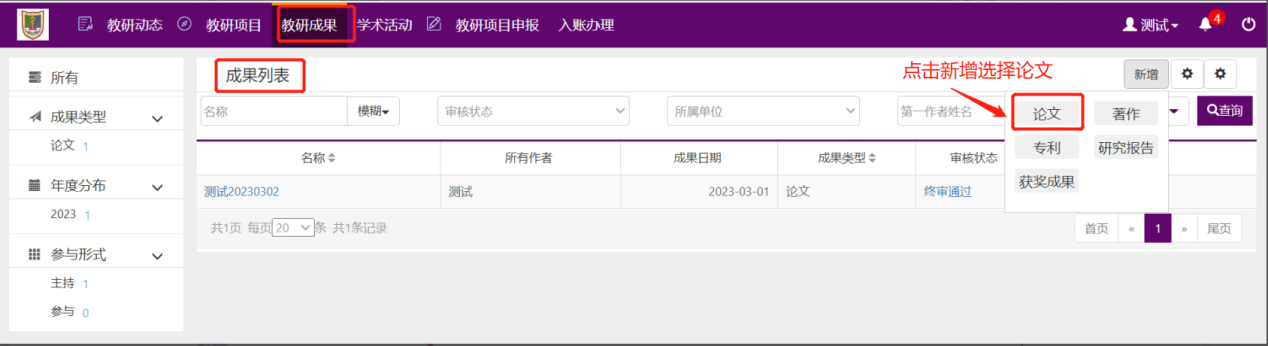 教研动态 教研项目 教研成果 学术活动 教研项目申报 入账办理 测试 4
所有 成果列表 点击新增选择论文 新增
成果类型 名称 模糊 审核状态 所属单位 第一作者姓名 论文 著作 查询
论文 1 专利 研究报告
名称 所有作者 成果日期 成果类型 审核状态
获奖成果
年度分布 测试20230302 测试 2023-03-01 论文 终审通过
2023 1 共1页 每页 20 条 共1条记录 首页 « 1 » 尾页
参与形式
主持 1
参与 0